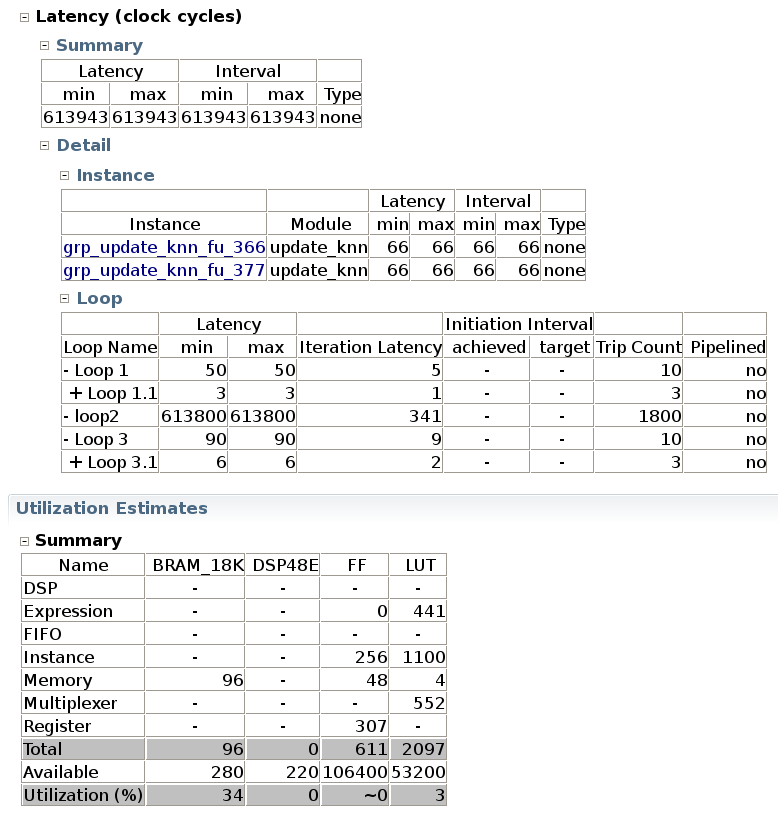 Latency (clock cycles)
Summary
Latency Interval
min max min max Type
613943 613943 613943 613943 none
Detail
Instance
Latency Interval
Instance Module min max min max Type
grp_update_knn_fu_366 update_knn 66 66 66 66 none
grp_update_knn_fu_377 update_knn 66 66 66 66 none
Loop
Latency Initiation Interval
Loop Name min max Iteration Latency achieved target Trip Count Pipelined
- Loop 1 50 50 5 - - 10 no
+ Loop 1.1 3 3 1 - - 3 no
- loop2 613800 613800 341 - - 1800 no
- Loop 3 90 90 9 - - 10 no
+ Loop 3.1 6 6 2 - - 3 no
Utilization Estimates
Summary
Name BRAM_18K DSP48E FF LUT
DSP - - - -
Expression - - 0 441
FIFO - - - -
Instance - - 256 1100
Memory 96 - 48 4
Multiplexer - - - 552
Register - - 307 -
Total 96 0 611 2097
Available 280 220 106400 53200
Utilization (%) 34 0 ~0 3